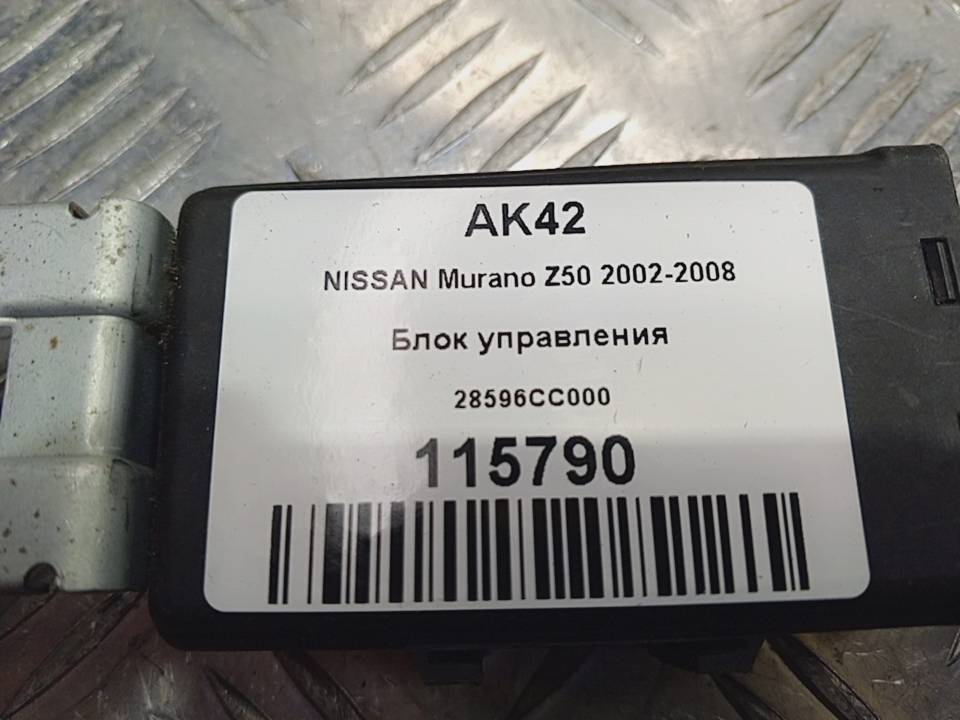 AK42
NISSAN Murano Z50 2002-2008
Блок управления
28596CC000
115790